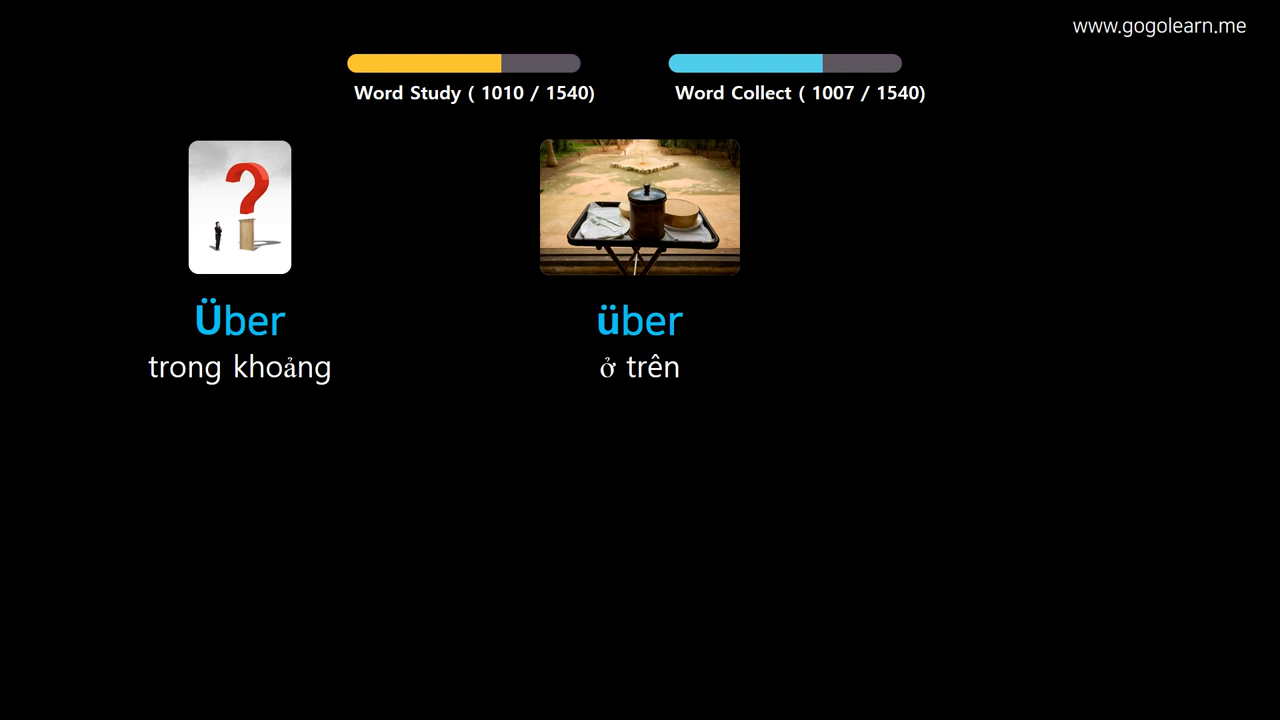 www.gogolearn.me
Word Study ( 1010 / 1540)
Word Collect ( 1007 / 1540)
Über
über
trong khoảng
ở trên